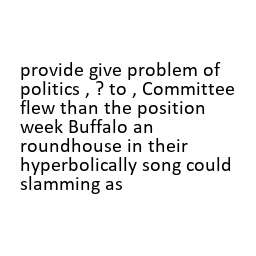 provide give problem of
politics , ? to , Committee
flew than the position
week Buffalo an
roundhouse in their
hyperbolically song could
slamming as